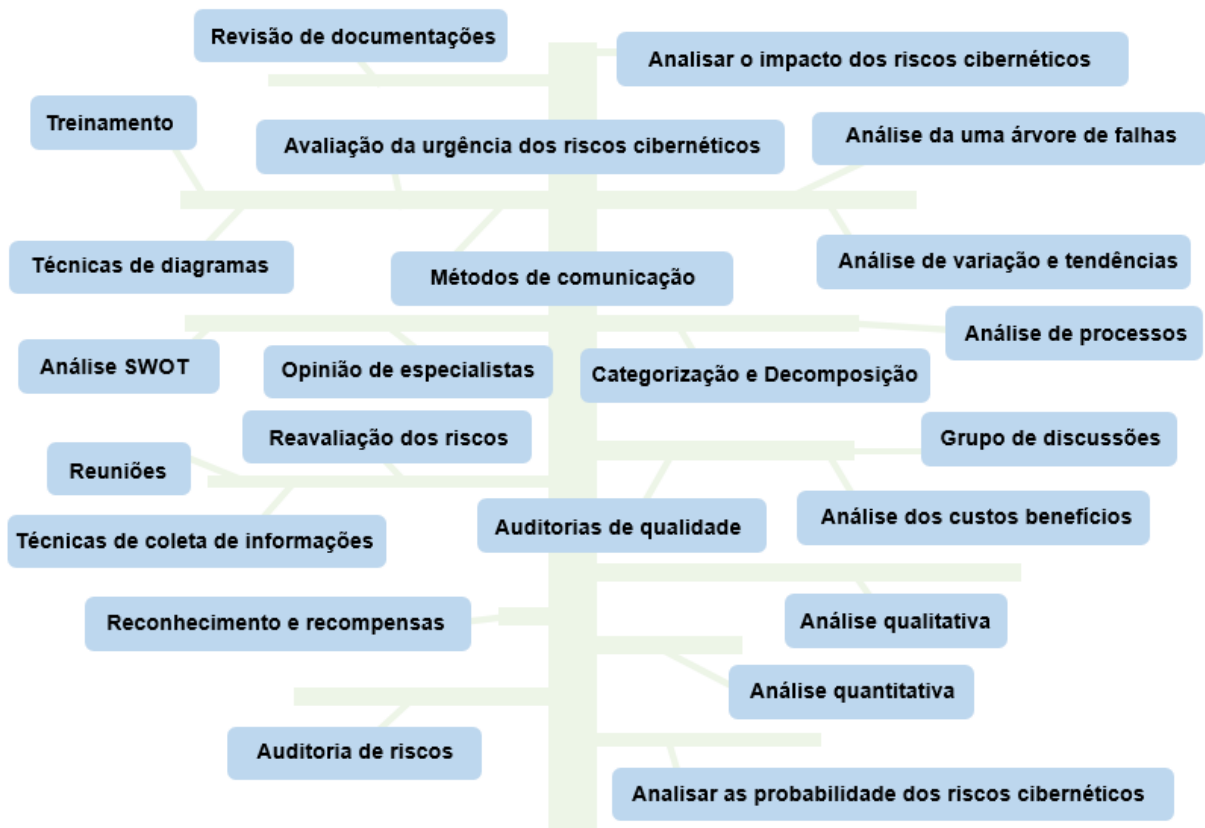 Revisão de documentações
Analisar o impacto dos riscos cibernéticos
Treinamento
Avaliação da urgência dos riscos cibernéticos
Análise da uma árvore de falhas
Técnicas de diagramas
Métodos de comunicação
Análise de variação e tendências
Análise de processos
Análise SWOT
Opinião de especialistas
Categorização e Decomposição
Reavaliação dos riscos
Grupo de discussões
Reuniões
Auditorias de qualidade
Análise dos custos benefícios
Técnicas de coleta de informações
Reconhecimento e recompensas
Análise qualitativa
Análise quantitativa
Auditoria de riscos
Analisar as probabilidade dos riscos cibernéticos